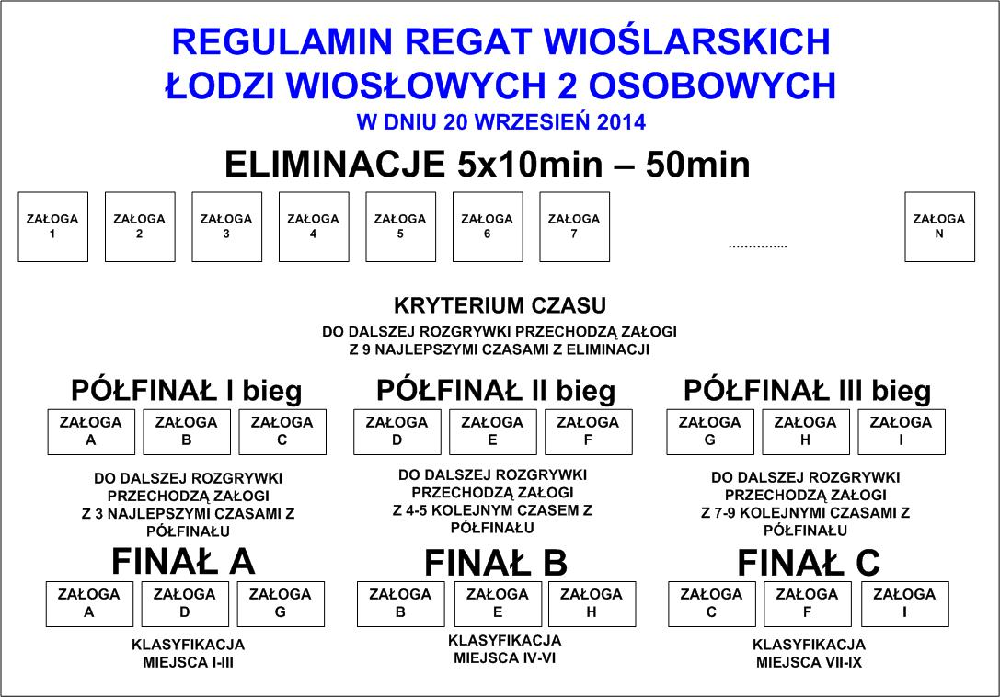 REGULAMIN REGAT WIOŚLARSKICH
ŁODZI WIOSŁOWYCH 2 OSOBOWYCH
W DNIU 20 WRZESIEŃ 2014
ELIMINACJE 5x10min – 50min
ZAŁOGA 1
ZAŁOGA 2
ZAŁOGA 3
ZAŁOGA 4
ZAŁOGA 5
ZAŁOGA 6
ZAŁOGA 7
..............
ZAŁOGA N
KRYTERIUM CZASU
DO DALSZEJ ROZGRYWKI PRZECHODZĄ ZAŁOGI
Z 9 NAJLEPSZYMI CZASAMI Z ELIMINACJI
PÓŁFINAŁ I bieg
ZAŁOGA A
ZAŁOGA B
ZAŁOGA C
DO DALSZEJ ROZGRYWKI
PRZECHODZĄ ZAŁOGI
Z 3 NAJLEPSZYMI CZASAMI Z
PÓŁFINAŁU
PÓŁFINAŁ II bieg
ZAŁOGA D
ZAŁOGA E
ZAŁOGA F
DO DALSZEJ ROZGRYWKI
PRZECHODZĄ ZAŁOGI
Z 4-5 KOLEJNYM CZASEM Z
PÓŁFINAŁU
PÓŁFINAŁ III bieg
ZAŁOGA G
ZAŁOGA H
ZAŁOGA I
DO DALSZEJ ROZGRYWKI
PRZECHODZĄ ZAŁOGI
Z 7-9 KOLEJNYMI CZASAMI Z
PÓŁFINAŁU
FINAŁ A
ZAŁOGA A
ZAŁOGA D
ZAŁOGA G
KLASYFIKACJA
MIEJSCA I-III
FINAŁ B
ZAŁOGA B
ZAŁOGA E
ZAŁOGA H
KLASYFIKACJA
MIEJSCA IV-VI
FINAŁ C
ZAŁOGA C
ZAŁOGA F
ZAŁOGA I
KLASYFIKACJA
MIEJSCA VII-IX